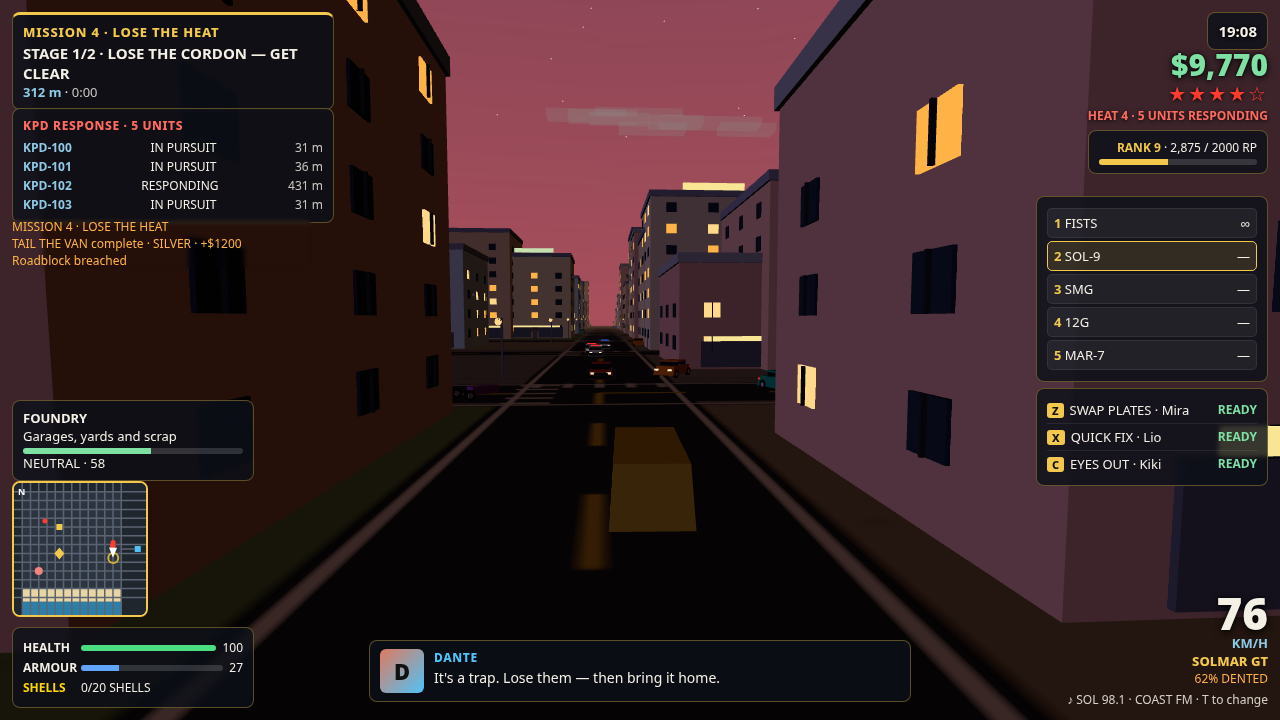 MISSION 4 · LOSE THE HEAT
STAGE 1/2 · LOSE THE CORDON — GET
CLEAR
312 m · 0:00
KPD RESPONSE · 5 UNITS
KPD-100 IN PURSUIT 31 m
KPD-101 IN PURSUIT 36 m
KPD-102 RESPONDING 431 m
KPD-103 IN PURSUIT 31 m
MISSION 4 · LOSE THE HEAT
TAIL THE VAN complete · SILVER · +$1200
Roadblock breached
19:08
$9,770
★★★★☆
HEAT 4 · 5 UNITS RESPONDING
RANK 9 · 2,875 / 2000 RP
1 FISTS ∞
2 SOL-9 —
3 SMG —
4 12G —
5 MAR-7 —
Z SWAP PLATES · Mira READY
X QUICK FIX · Lio READY
C EYES OUT · Kiki READY
FOUNDRY
Garages, yards and scrap
NEUTRAL · 58
N
HEALTH 100
ARMOUR 27
SHELLS 0/20 SHELLS
D
DANTE
It's a trap. Lose them — then bring it home.
76
KM/H
SOLMAR GT
62% DENTED
♪ SOL 98.1 · COAST FM · T to change